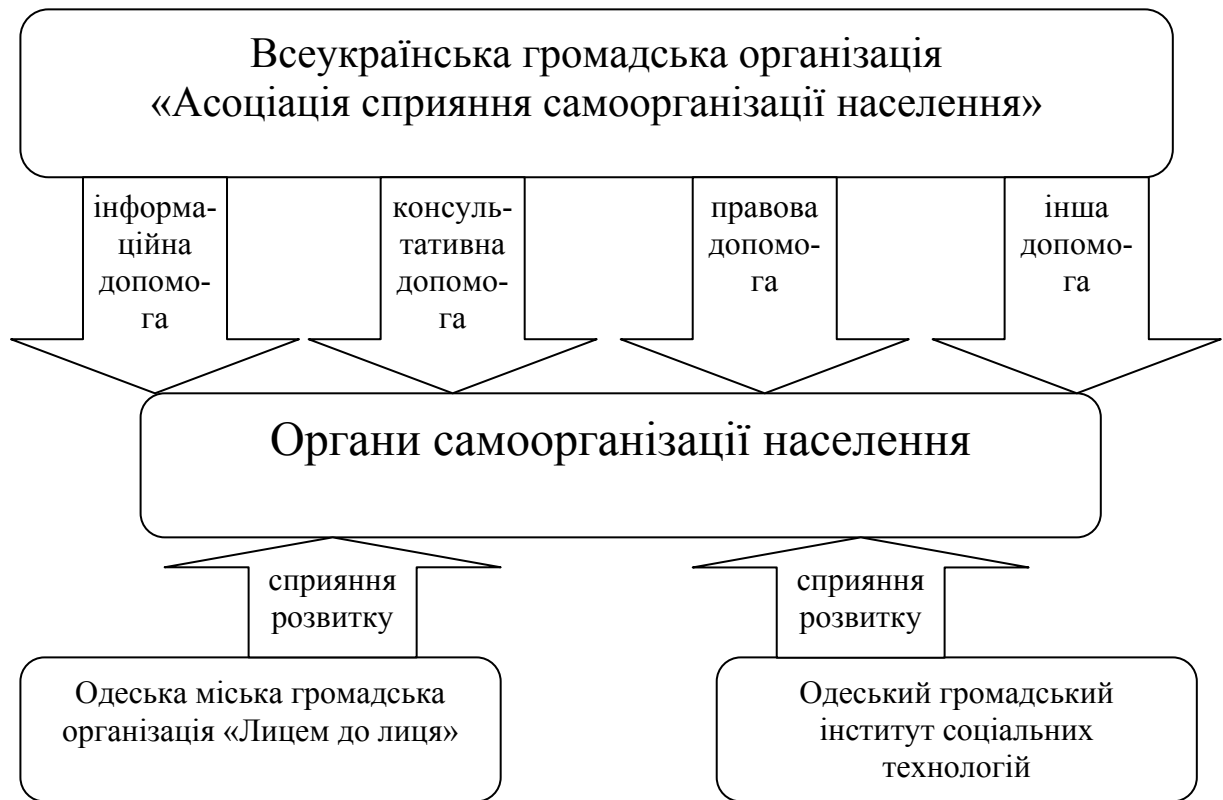 Всеукраїнська громадська організація
«Асоціація сприяння самоорганізації населення»
інформа-
ційна
допомо-
га
консуль-
тативна
допомо-
га
правова
допомо-
га
інша
допомо-
га
Органи самоорганізації населення
сприяння
розвитку
сприяння
розвитку
Одеська міська громадська
організація «Лицем до лиця»
Одеський громадський
інститут соціальних
технологій